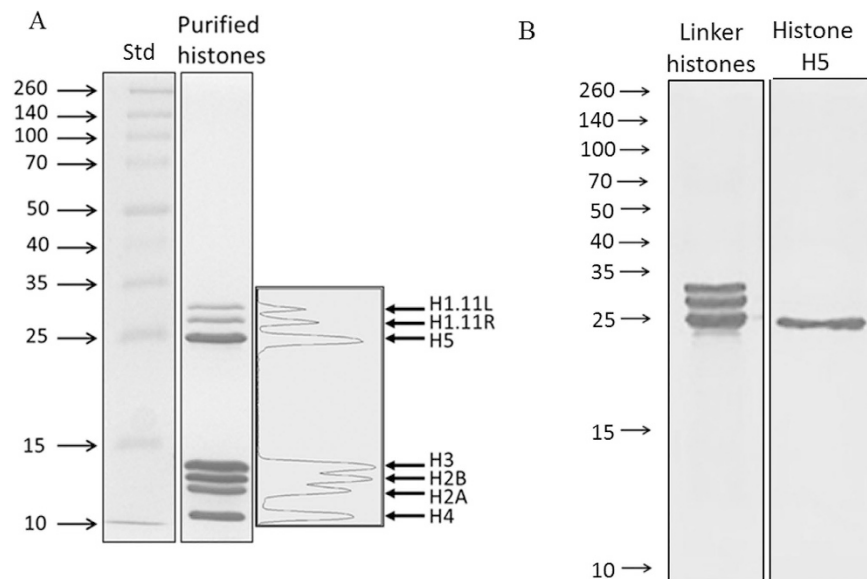 A
Std
Purified
histones
260
140
100
70
50
40
35
25
15
10
H1.11L
H1.11R
H5
H3
H2B
H2A
H4
B
Linker
histones
Histone
H5
260
140
100
70
50
40
35
25
15
10